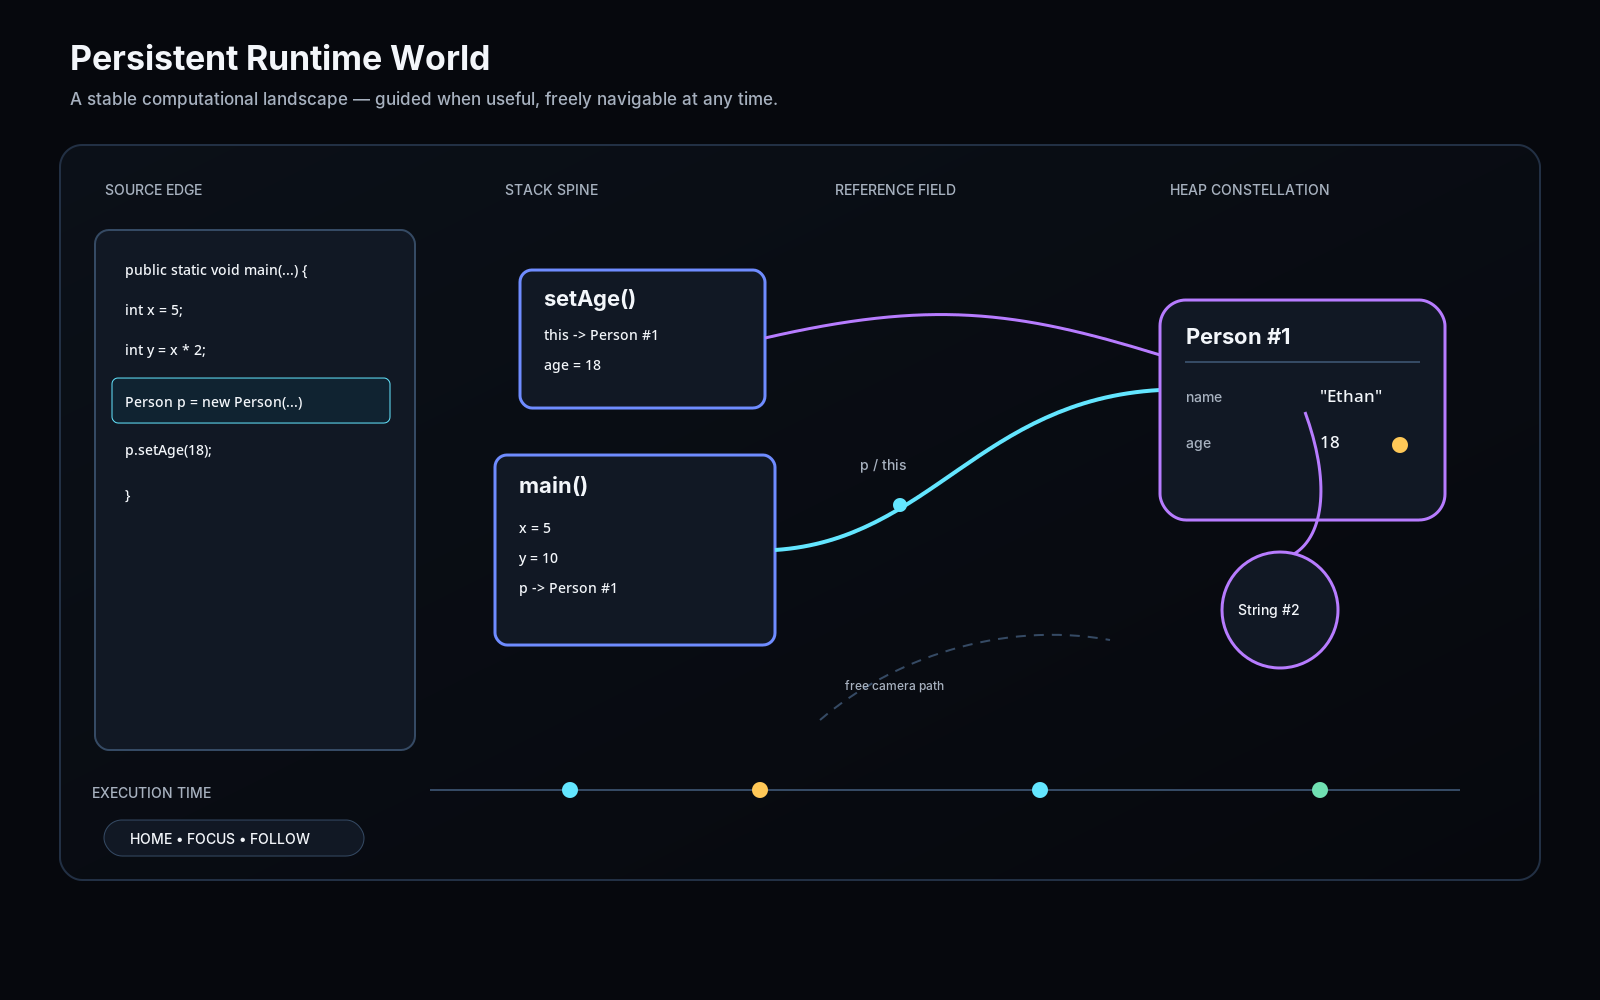 Persistent Runtime World
A stable computational landscape — guided when useful, freely navigable at any time.
SOURCE EDGE
STACK SPINE
REFERENCE FIELD
HEAP CONSTELLATION
public static void main(...) {
int x = 5;
int y = x * 2;
Person p = new Person(...)
p.setAge(18);
}
setAge()
this -> Person #1
age = 18
main()
x = 5
y = 10
p -> Person #1
p / this
free camera path
Person #1
name "Ethan"
age 18
String #2
EXECUTION TIME
HOME • FOCUS • FOLLOW